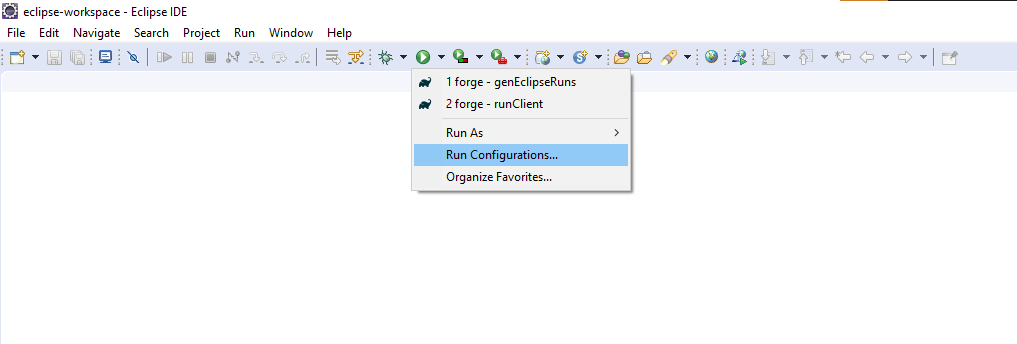 eclipse-workspace - Eclipse IDE
File Edit Navigate Search Project Run Window Help
1 forge - genEclipseRuns
2 forge - runClient
Run As
Run Configurations...
Organize Favorites...